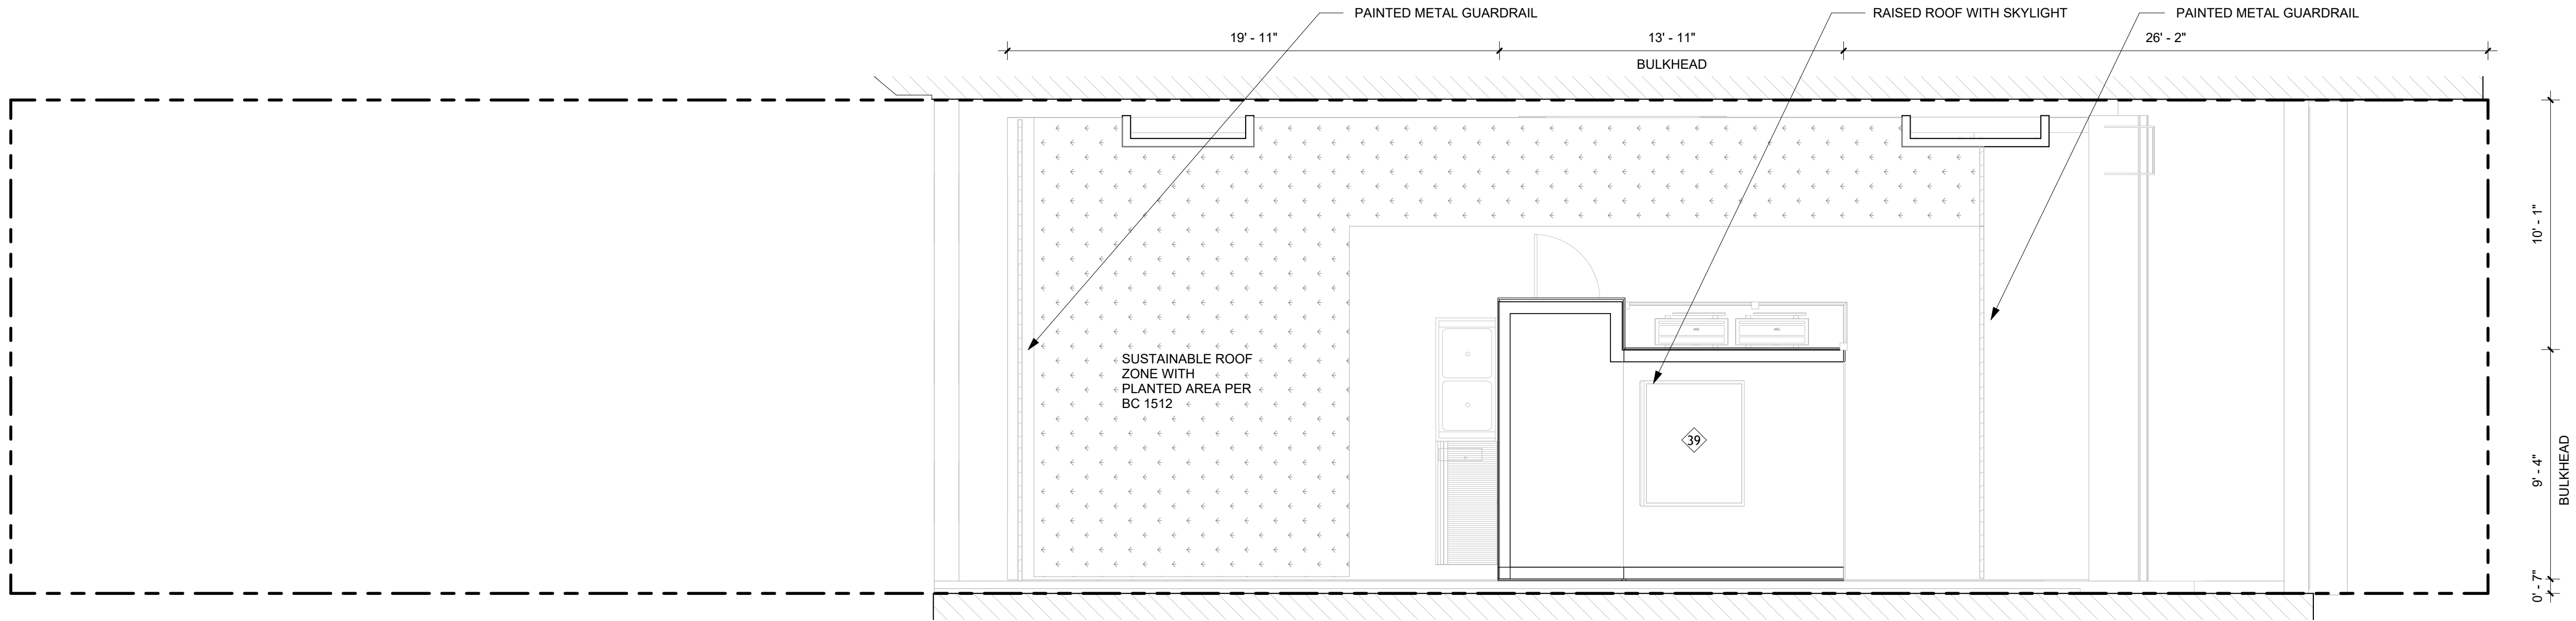 PAINTED METAL GUARDRAIL
RAISED ROOF WITH SKYLIGHT
PAINTED METAL GUARDRAIL
19' - 11"
13' - 11"
26' - 2"
BULKHEAD
10' - 1"
SUSTAINABLE ROOF
ZONE WITH
PLANTED AREA PER
BC 1512
39
9' - 4"
BULKHEAD
0' - 7"